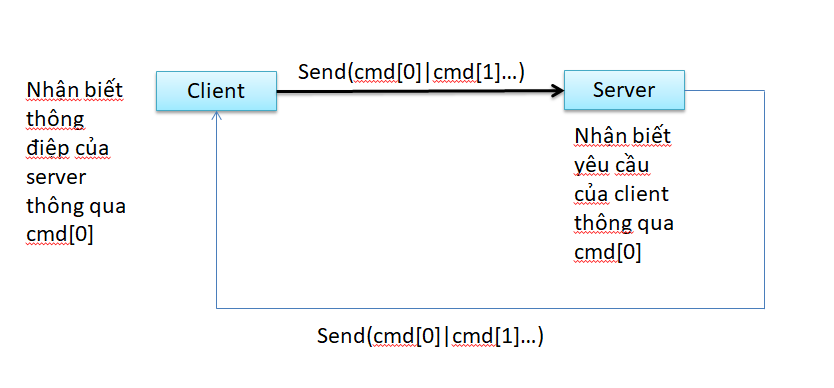 Send(cmd[0]|cmd[1]…)
Client
Server
Nhận biết
thông
điệp của
server
thông qua
cmd[0]
Nhận biết
yêu cầu
của client
thông qua
cmd[0]
Send(cmd[0]|cmd[1]…)